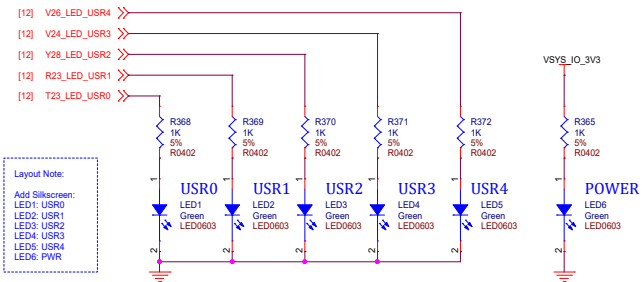 [12] V26_LED_USR4
[12] V24_LED_USR3
[12] Y28_LED_USR2
[12] R23_LED_USR1
[12] T23_LED_USR0
VSYS_IO_3V3
R368
1K
5%
R0402
R369
1K
5%
R0402
R370
1K
5%
R0402
R371
1K
5%
R0402
R372
1K
5%
R0402
R365
1K
5%
R0402
Layout Note:
Add Silkscreen:
LED1: USR0
LED2: USR1
LED3: USR2
LED4: USR3
LED5: USR4
LED6: PWR
1
USR0
LED1
Green
LED0603
2
1
USR1
LED2
Green
LED0603
2
1
USR2
LED3
Green
LED0603
2
1
USR3
LED4
Green
LED0603
2
1
USR4
LED5
Green
LED0603
2
1
POWER
LED6
Green
LED0603
2